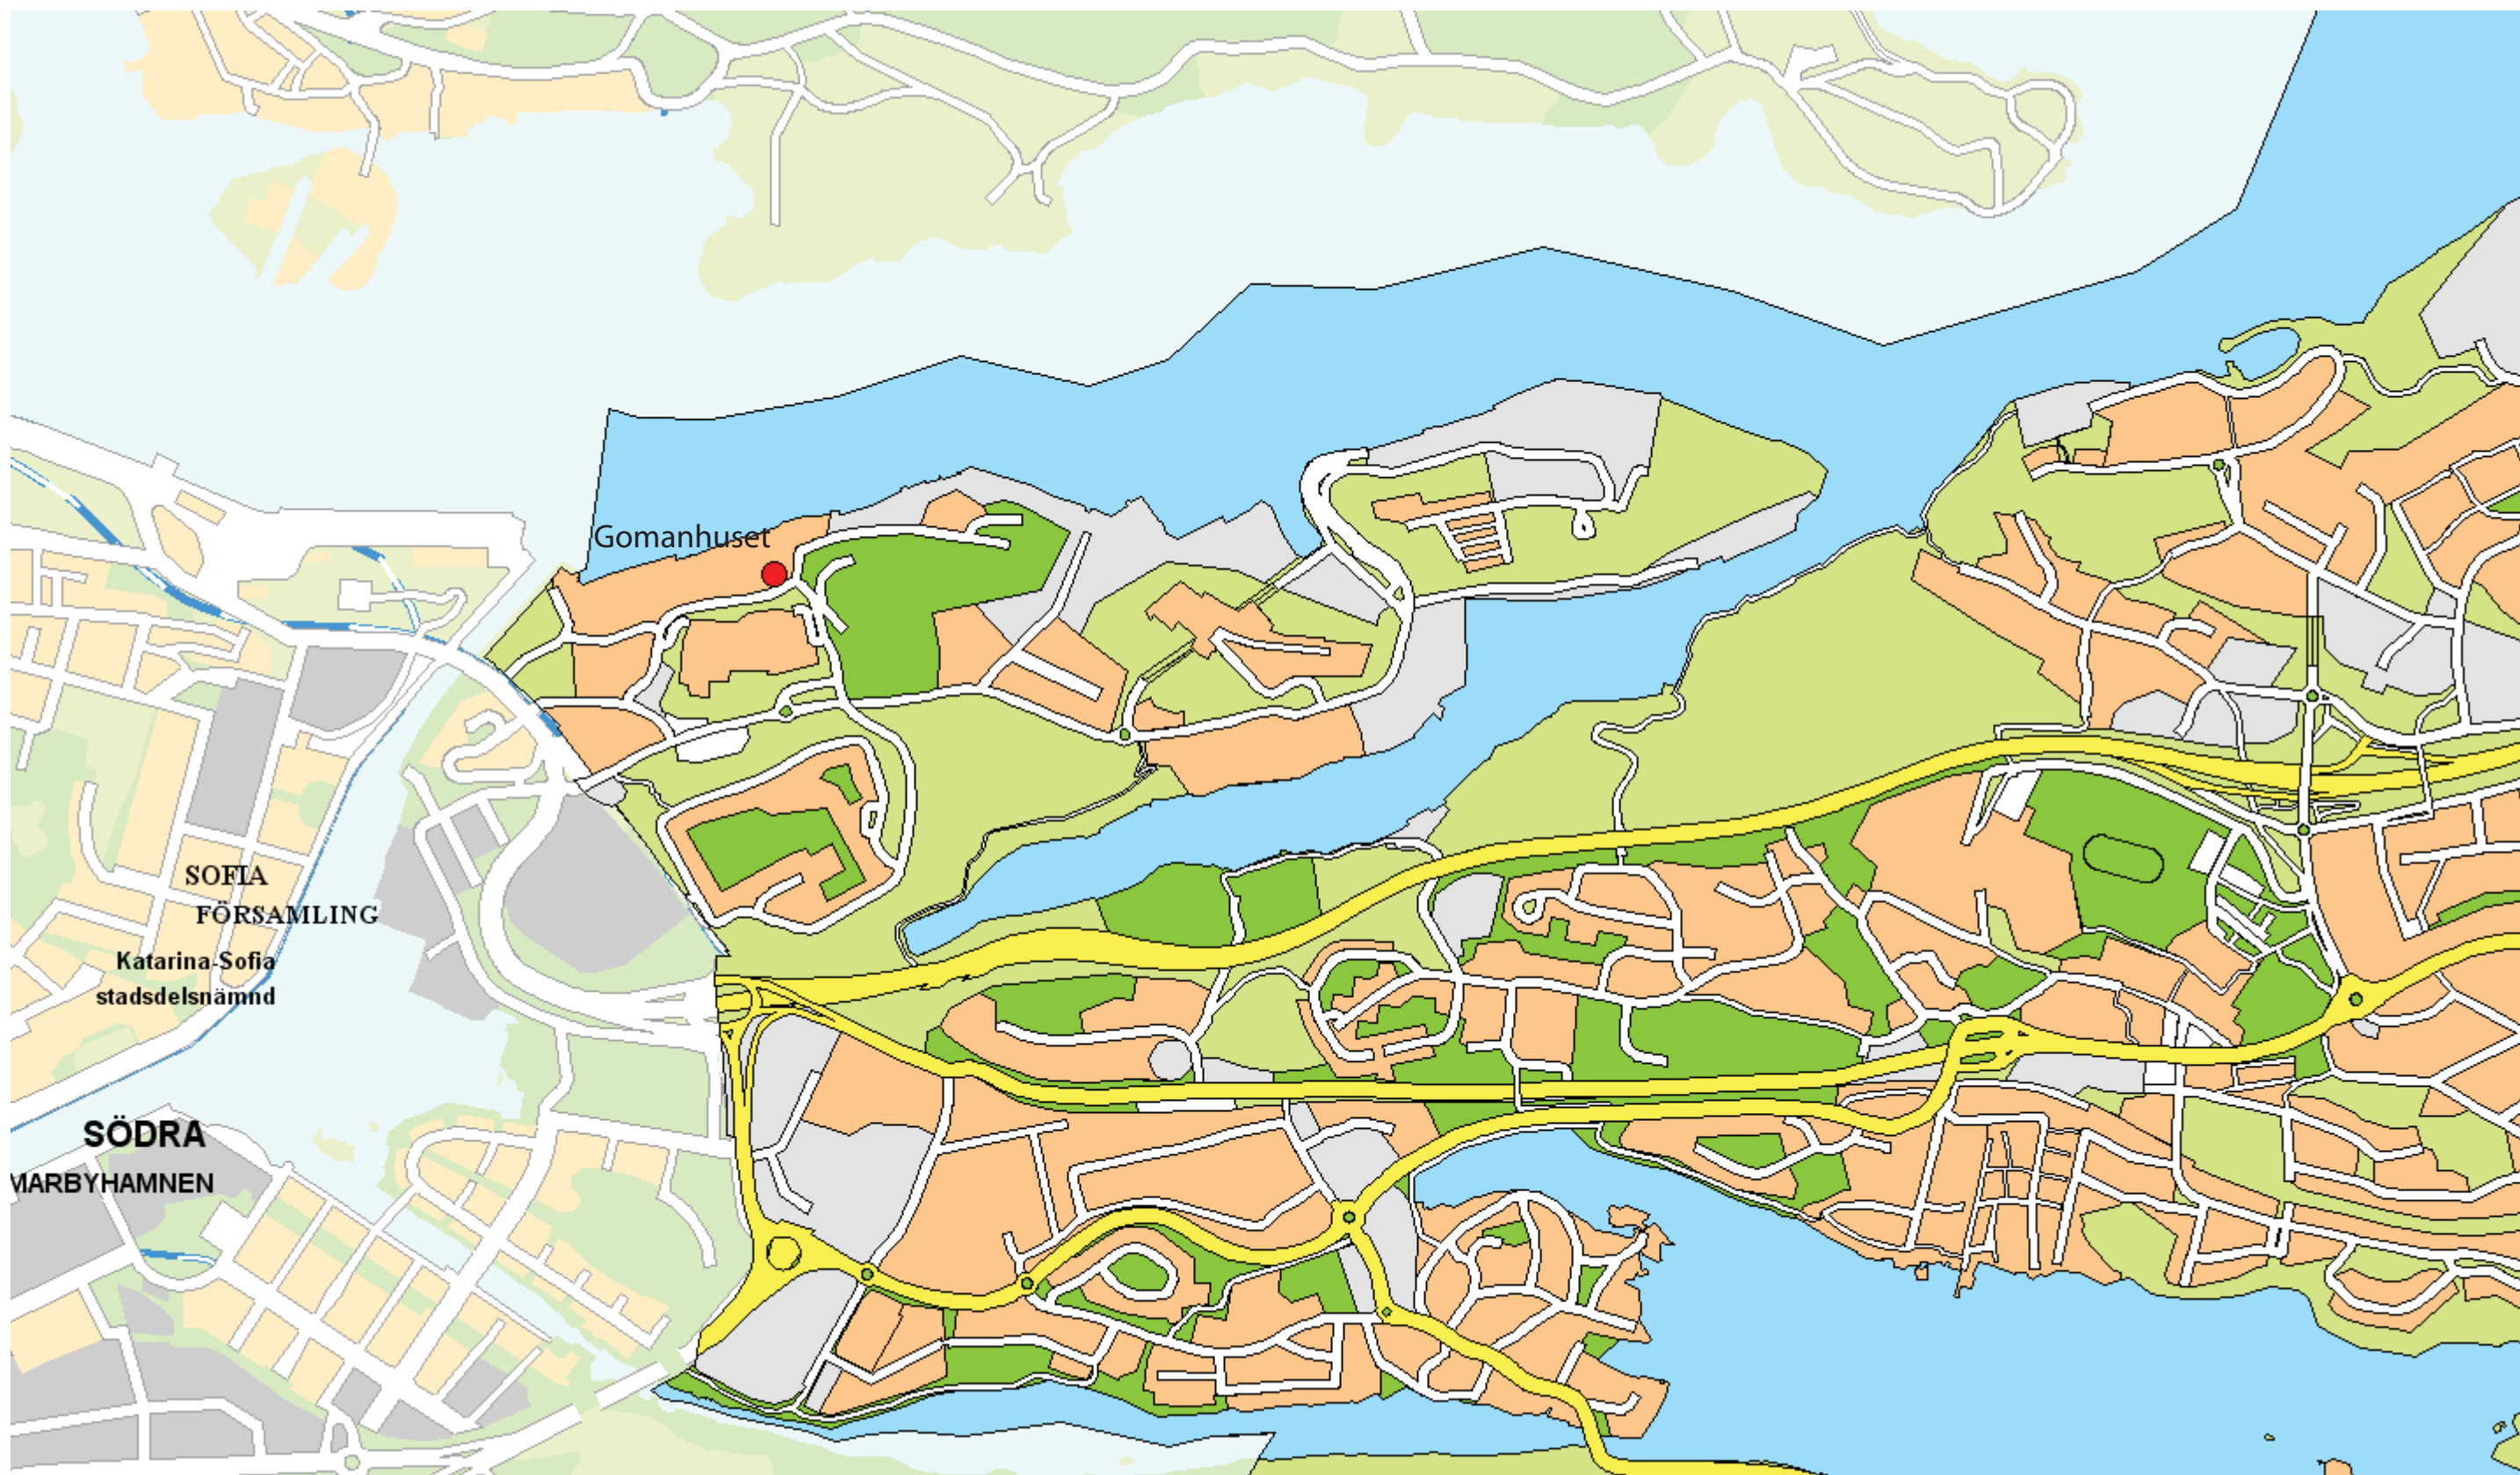 Gomanhuset
SOFIA
FÖRSAMLING
Katarina-Sofia
stadsdelsnämnd
SÖDRA
MARBYHAMNEN